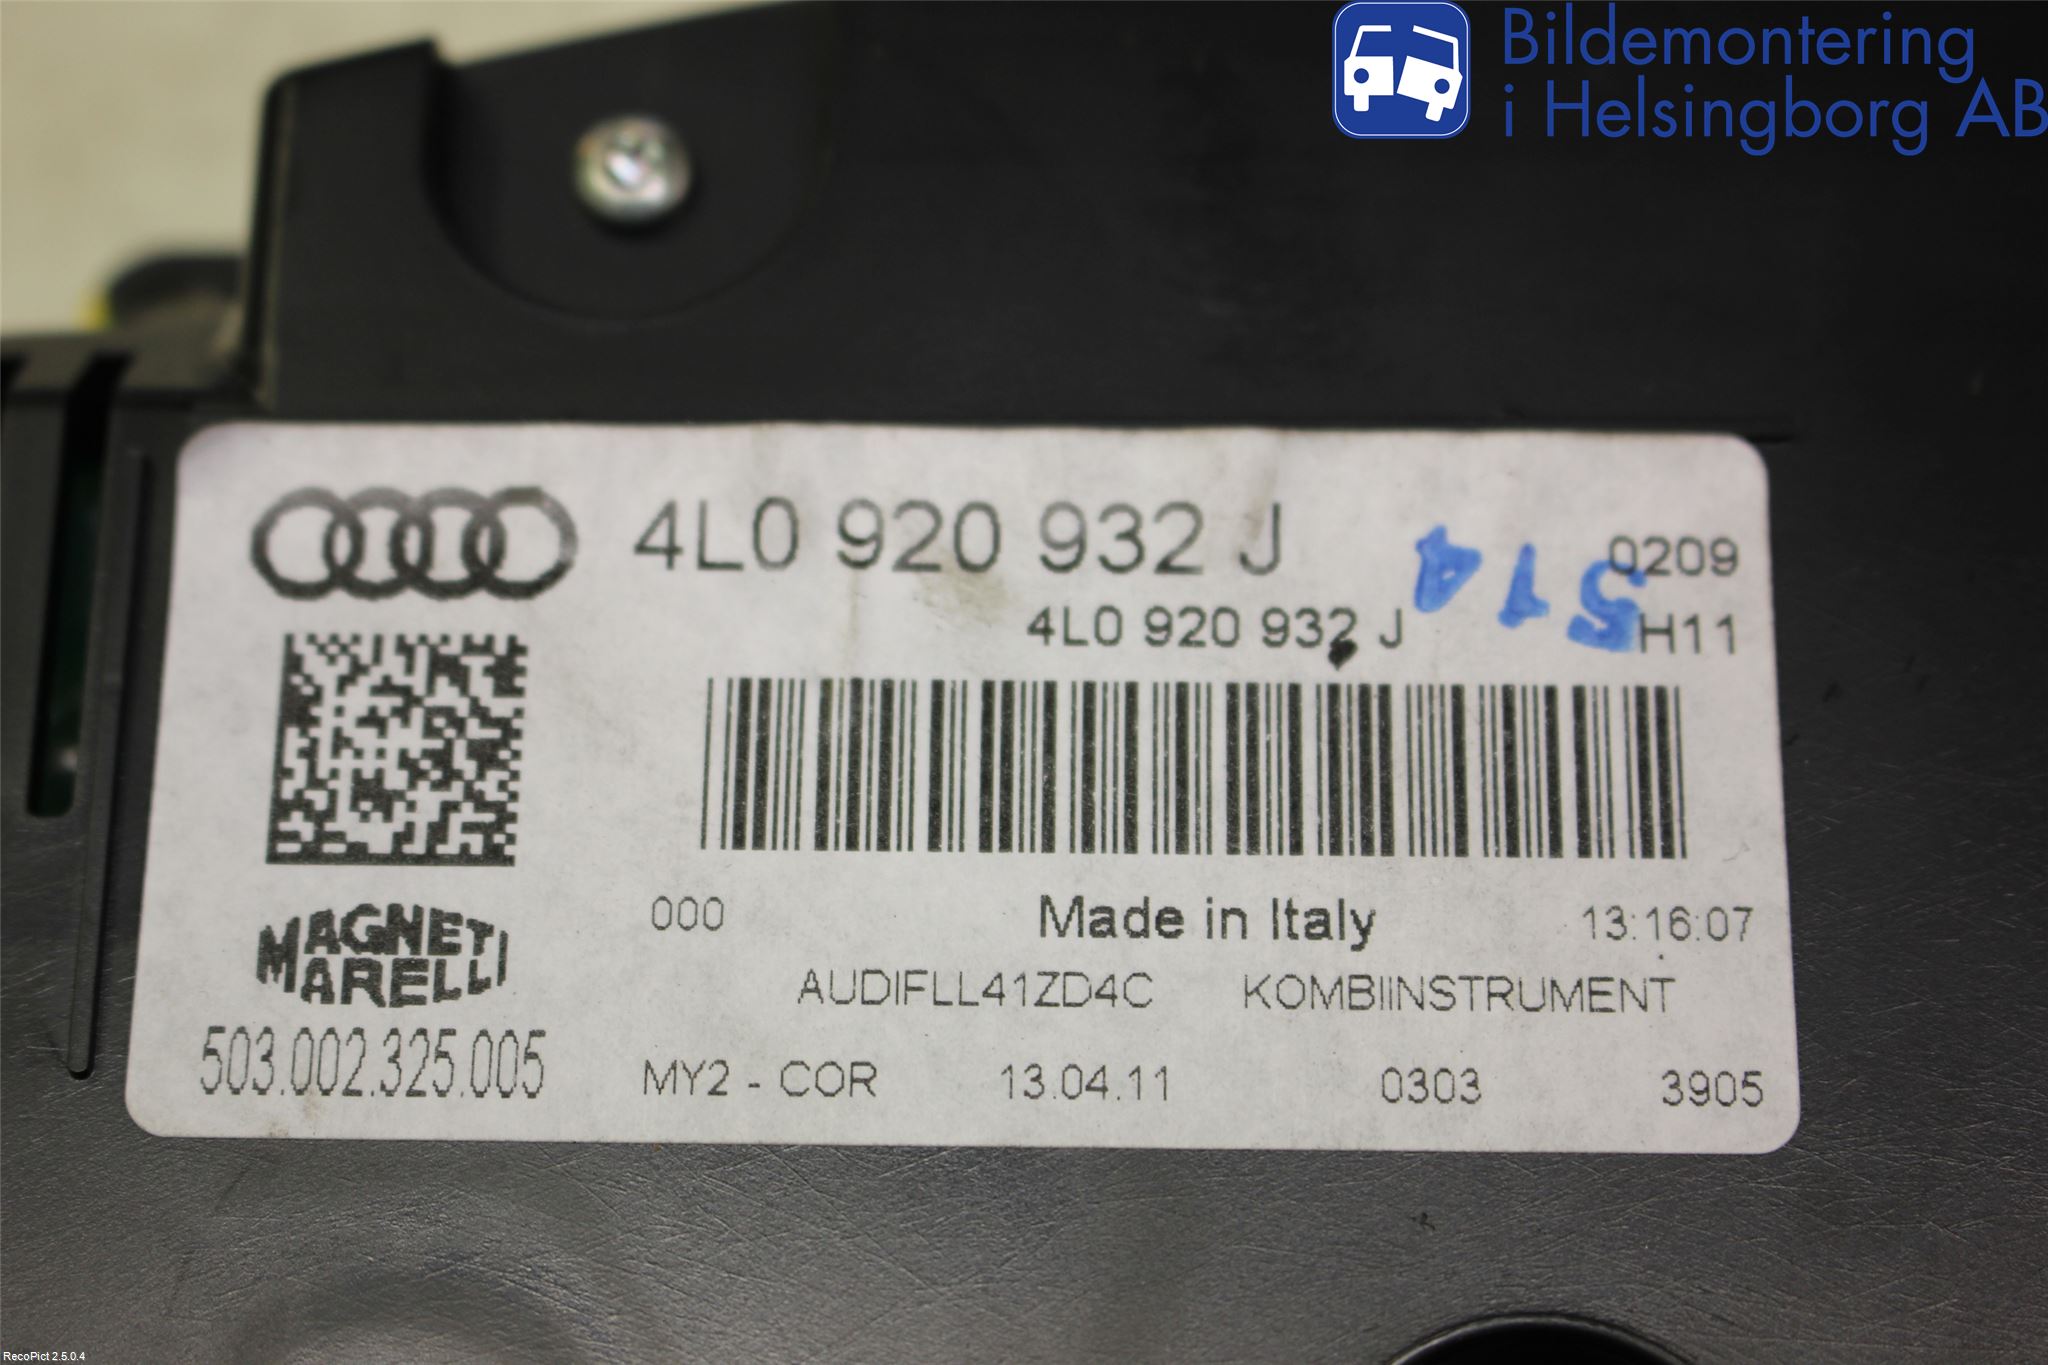 Bildemontering
i Helsingborg AB
4L0 920 932 J
0209
514
4L0 920 932 J
H11
000
Made in Italy
13:16:07
MAGNETI
MARELLI
AUDIFLL41ZD4C KOMBIINSTRUMENT
503.002.325.005
MY2 - COR 13.04.11 0303 3905
RecoPict 2.5.0.4